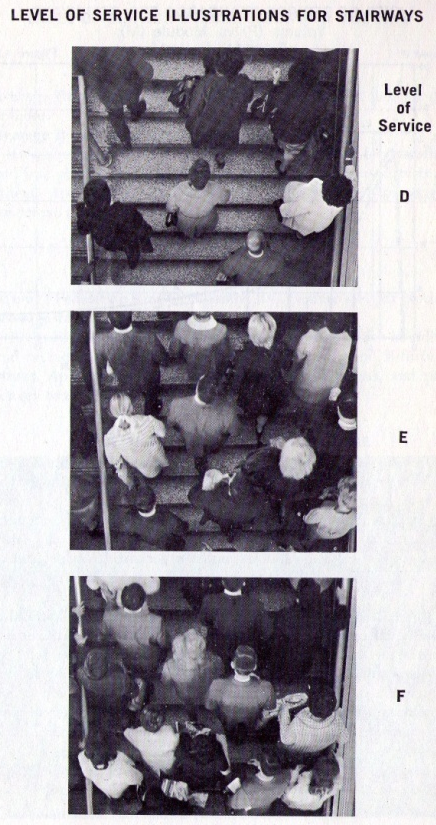 LEVEL OF SERVICE ILLUSTRATIONS FOR STAIRWAYS
Level
of
Service
D
E
F